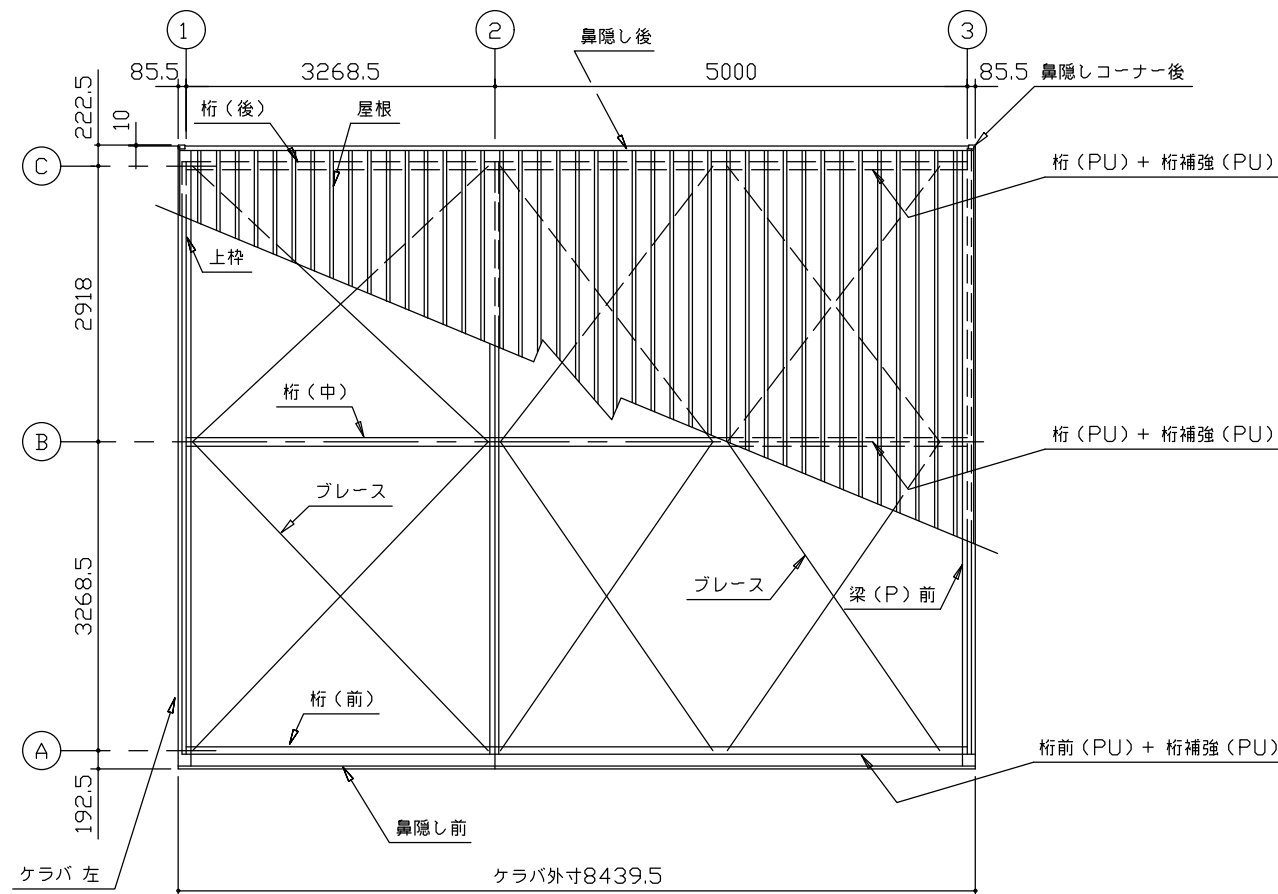 1
2
3
鼻隠し後
85.5
3268.5
5000
85.5
鼻隠しコーナー後
222.5
10
桁（後）
屋根
C
桁（PU）＋ 桁補強（PU）
上枠
2918
桁（中）
B
桁（PU）＋ 桁補強（PU）
ブレース
3268.5
ブレース
梁（P）前
桁（前）
A
桁前（PU）＋ 桁補強（PU）
192.5
鼻隠し前
ケラバ 左
ケラバ外寸8439.5